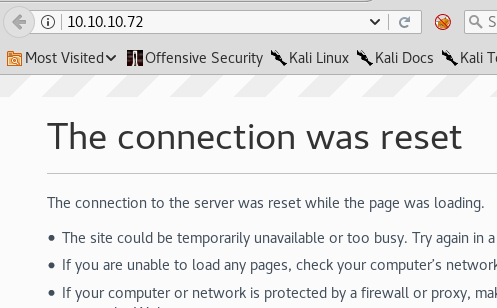 10.10.10.72
Most Visited Offensive Security Kali Linux Kali Docs Kali
The connection was reset
The connection to the server was reset while the page was loading.
The site could be temporarily unavailable or too busy. Try again in a
If you are unable to load any pages, check your computer's
If your computer or network is protected by a firewall or proxy,